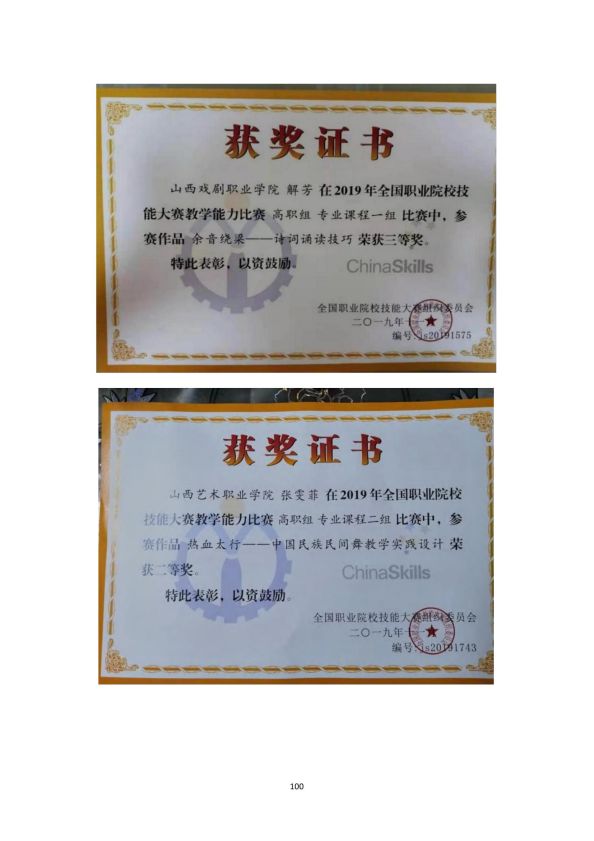 获奖证书
山西戏剧职业学院 解芳 在2019年全国职业院校技
能大赛教学能力比赛 高职组 专业课程一组 比赛中，参
赛作品 余音绕梁——诗词诵读技巧 荣获三等奖。
特此表彰，以资鼓励。
ChinaSkills
全国职业院校技能大赛组织委员会
二〇一九年十一月
编号:js20191575
获奖证书
山西艺术职业学院 张雯菲 在2019年全国职业院校
技能大赛教学能力比赛 高职组 专业课程二组 比赛中，参
赛作品 热血太行——中国民族民间舞教学实践设计 荣
获二等奖。
ChinaSkills
特此表彰，以资鼓励。
全国职业院校技能大赛组织委员会
二〇一九年十一月
编号:js20191743
100